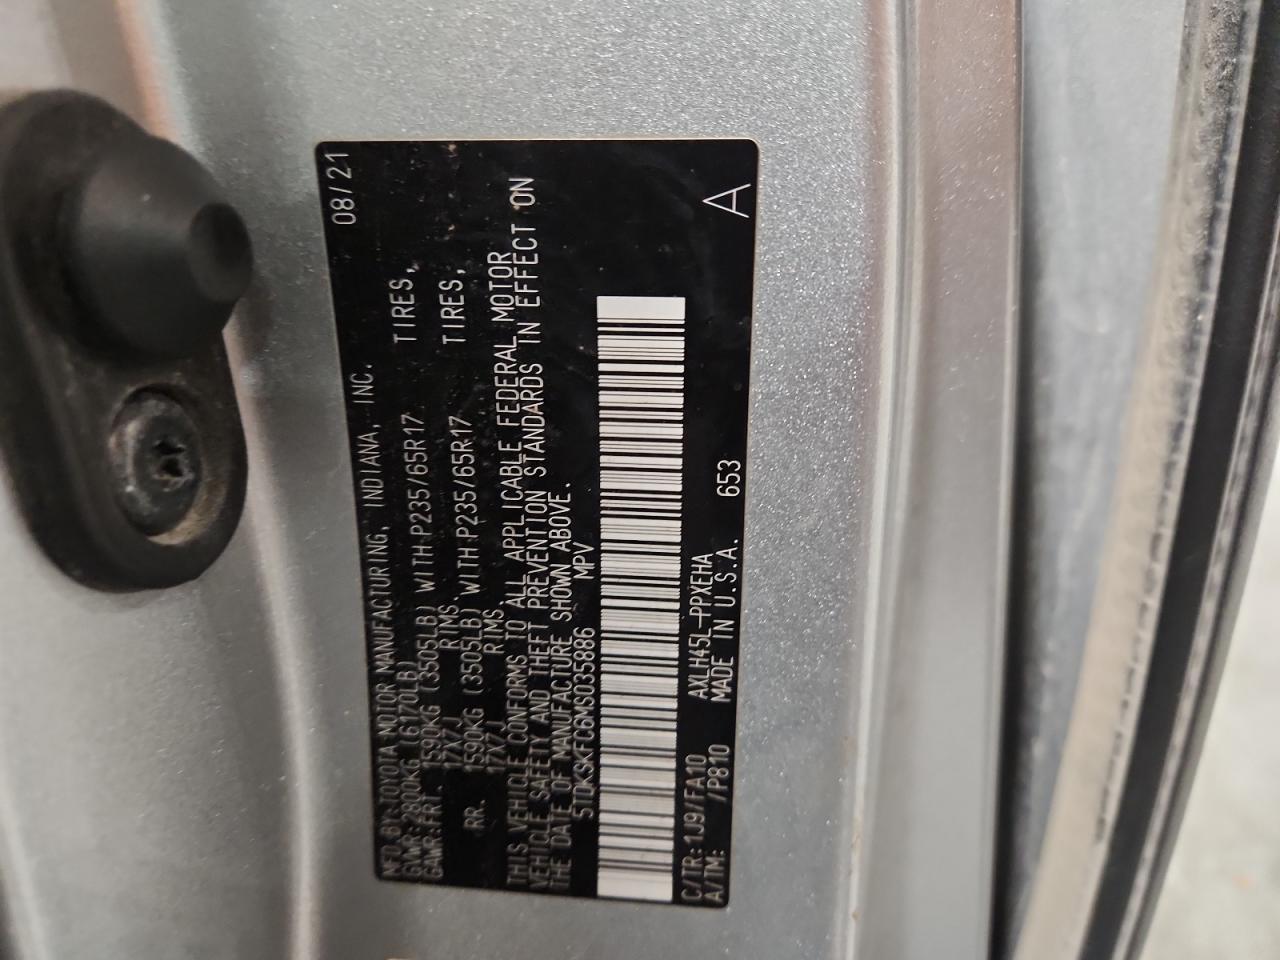 MFD. BY: TOYOTA MOTOR MANUFACTURING, INDIANA, INC. 08/21
GVWR: 2800KG (6170LB)
GAWR: FRT. 1590KG (3505LB) WITH P235/65R17 TIRES,
17X7J RIMS.
RR. 1590KG (3505LB) WITH P235/65R17 TIRES,
17X7J RIMS.
THIS VEHICLE CONFORMS TO ALL APPLICABLE FEDERAL MOTOR
VEHICLE SAFETY AND THEFT PREVENTION STANDARDS IN EFFECT ON
THE DATE OF MANUFACTURE SHOWN ABOVE.
5TDKSKFC6MS035886 MPV
C/TR: 1J9/FA10 AXLH45L-PPXEHA
A/TM: /P810 MADE IN U.S.A. 653 A